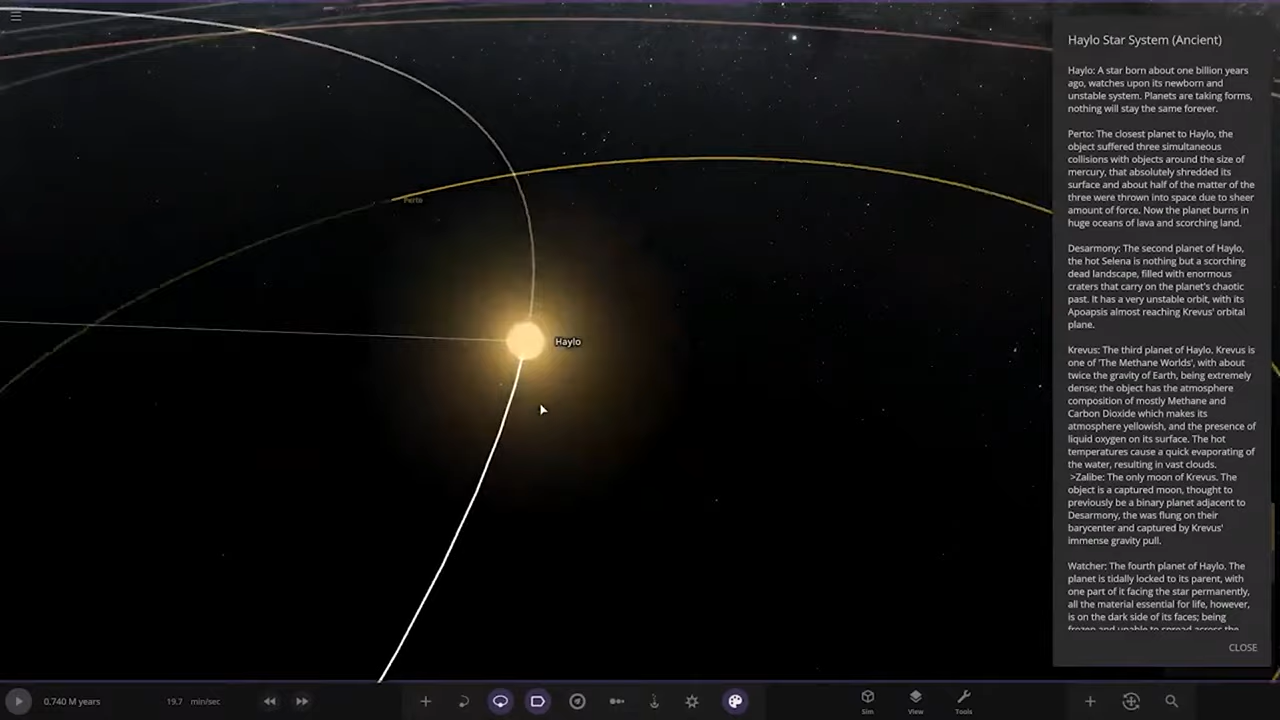 Haylo Star System (Ancient)
Haylo: A star born about one billion years
ago, watches upon its newborn and
unstable system. Planets are taking forms,
nothing will stay the same forever.
Perto: The closest planet to Haylo, the
object suffered three simultaneous
collisions with objects around the size of
mercury, that absolutely shredded its
surface and about half of the matter of the
three were thrown into space due to sheer
amount of force. Now the planet burns in
huge oceans of lava and scorching land.
Desarmony: The second planet of Haylo,
the hot Selena is nothing but a scorching
dead landscape, filled with enormous
craters that carry on the planet's chaotic
past. It has a very unstable orbit, with its
Apoapsis almost reaching Krevus' orbital
plane.
Krevus: The third planet of Haylo. Krevus is
one of 'The Methane Worlds', with about
twice the gravity of Earth, being extremely
dense; the object has the atmosphere
composition of mostly Methane and
Carbon Dioxide which makes its
atmosphere yellowish, and the presence of
liquid oxygen on its surface. The hot
temperatures cause a quick evaporating of
the water, resulting in vast clouds.
>Zalibe: The only moon of Krevus. The
object is a captured moon, thought to
previously be a binary planet adjacent to
Desarmony, the was flung on their
barycenter and captured by Krevus'
immense gravity pull.
Watcher: The fourth planet of Haylo. The
planet is tidally locked to its parent, with
one part of it facing the star permanently,
all the material essential for life, however,
is on the dark side of its faces; being
frozen and unable to spread across the
CLOSE
Perto
Haylo
0.740 M years
19.7 min/sec
Sim
View
Tools